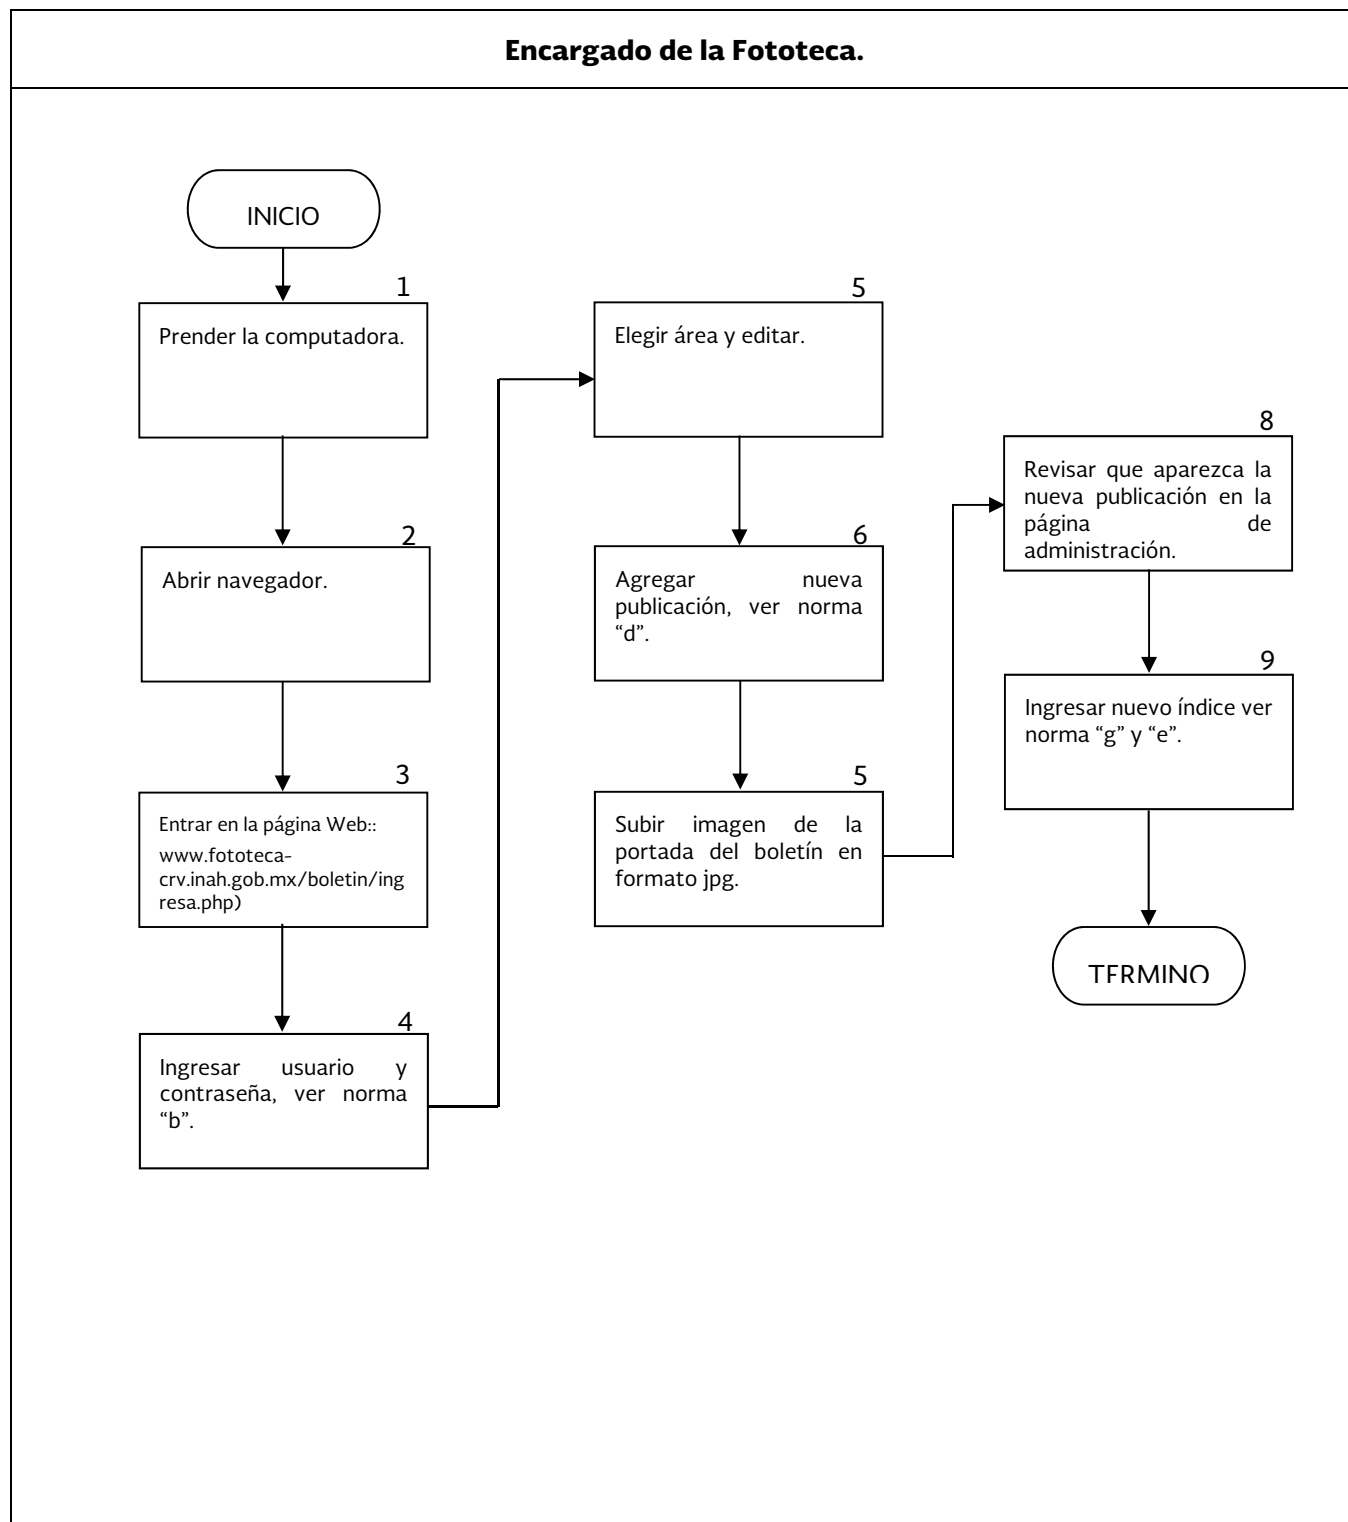 Encargado de la Fototeca.
INICIO
1
Prender la computadora.
2
Abrir navegador.
3
Entrar en la página Web::
www.fototeca-
crv.inah.gob.mx/boletin/ing
resa.php)
4
Ingresar usuario y
contraseña, ver norma
“b”.
5
Elegir área y editar.
6
Agregar nueva
publicación, ver norma
“d”.
5
Subir imagen de la
portada del boletín en
formato jpg.
8
Revisar que aparezca la
nueva publicación en la
página de
administración.
9
Ingresar nuevo índice ver
norma “g” y “e”.
TERMINO